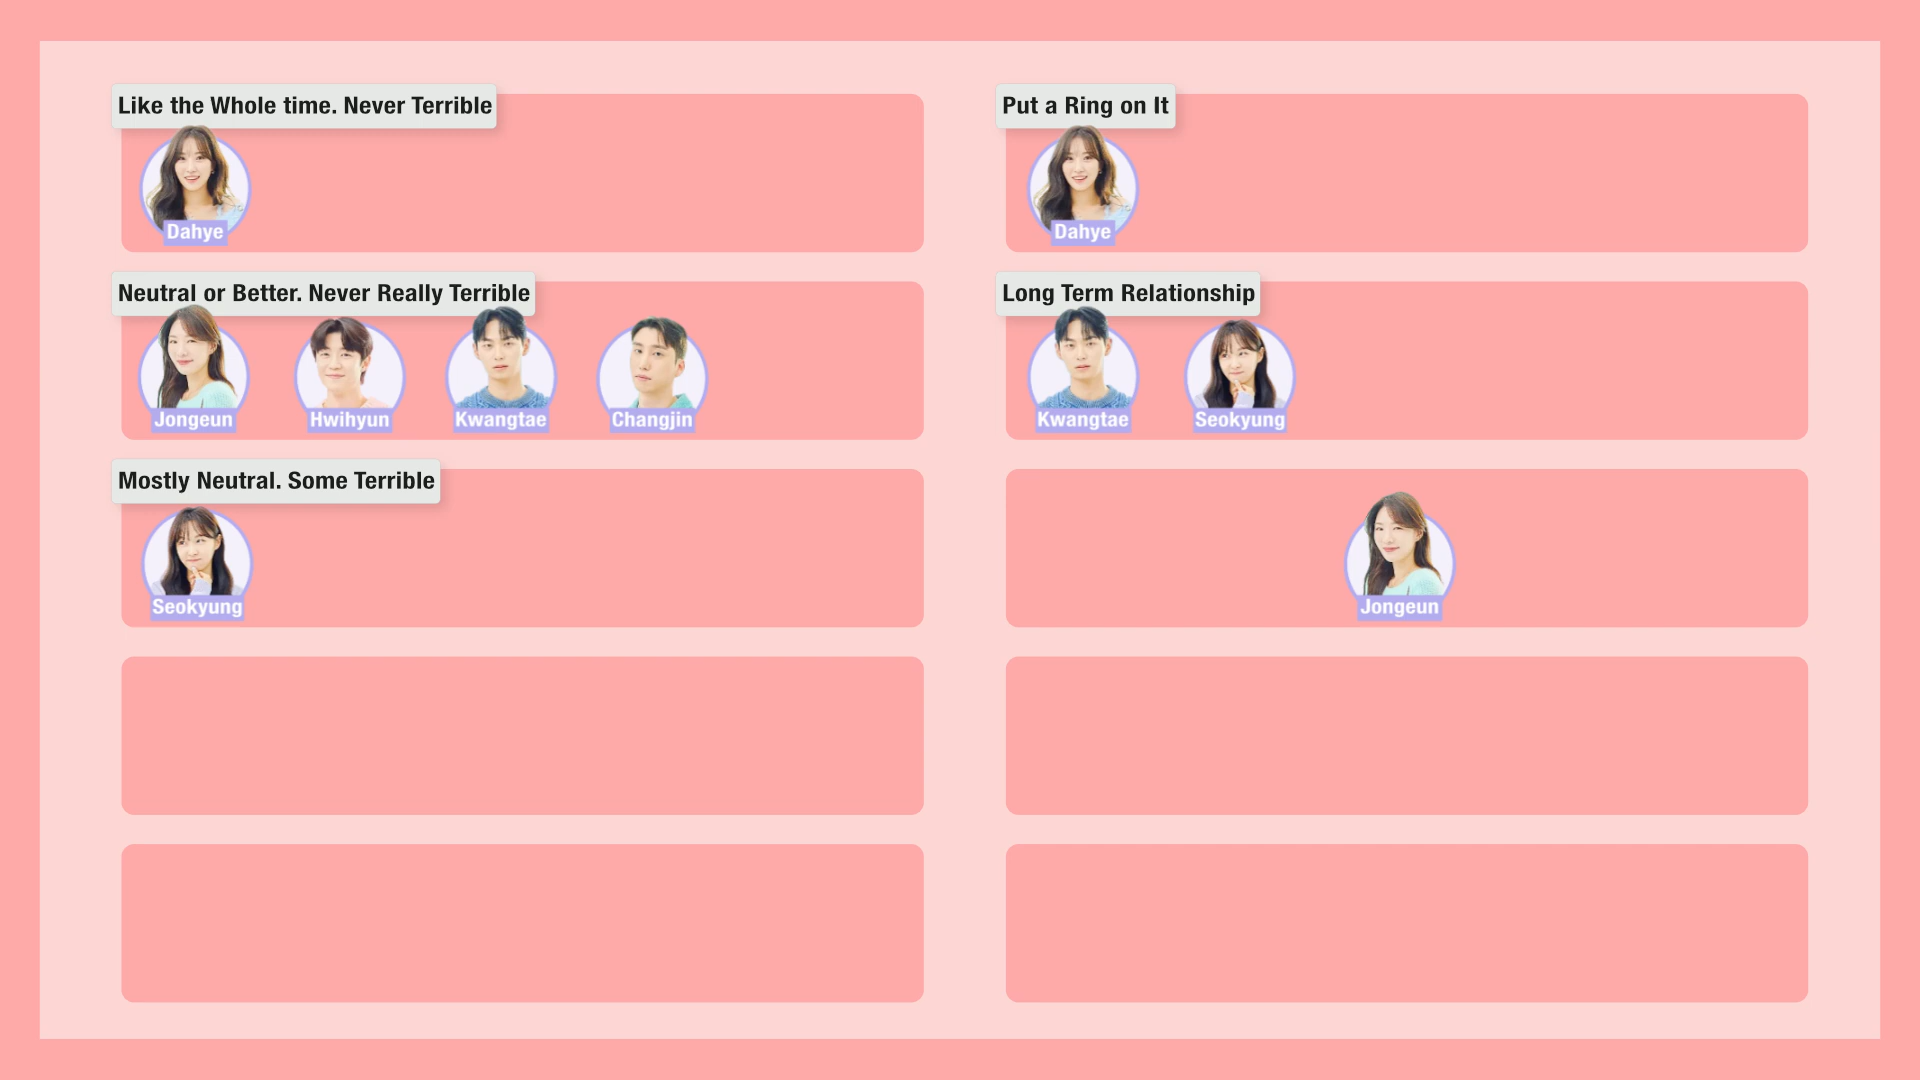 Like the Whole time. Never Terrible
Dahye
Neutral or Better. Never Really Terrible
Jongeun
Hwihyun
Kwangtae
Changjin
Mostly Neutral. Some Terrible
Seokyung
Put a Ring on It
Dahye
Long Term Relationship
Kwangtae
Seokyung
Jongeun